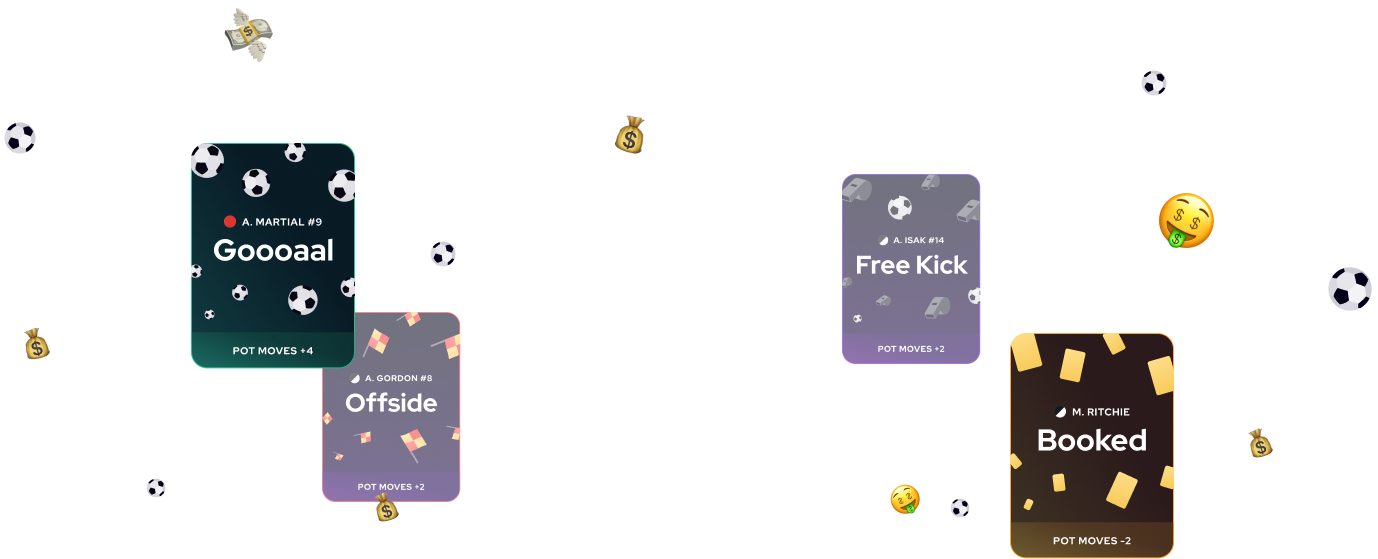 A. MARTIAL #9
Goooaal
POT MOVES +4
A. GORDON #8
Offside
POT MOVES +2
A. ISAK #14
Free Kick
POT MOVES +2
M. RITCHIE
Booked
POT MOVES -2